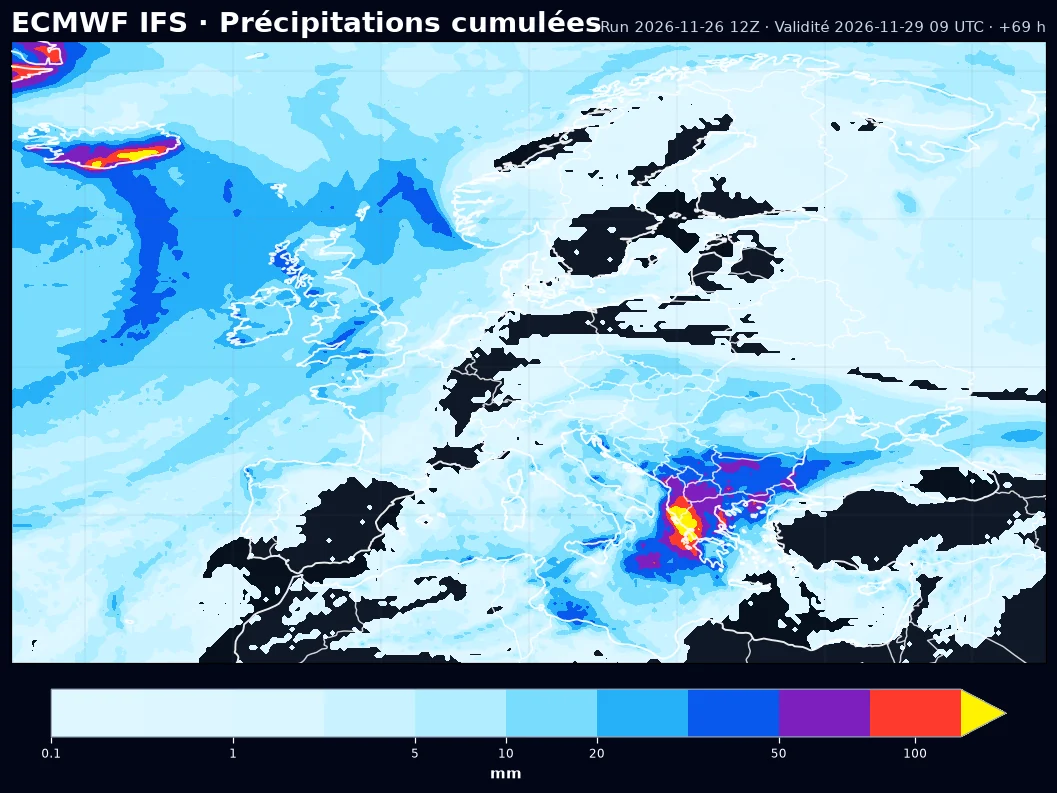 ECMWF IFS · Précipitations cumulées
Run 2026-11-26 12Z · Validité 2026-11-29 09 UTC · +69 h
0.1 1 5 10 20 50 100
mm